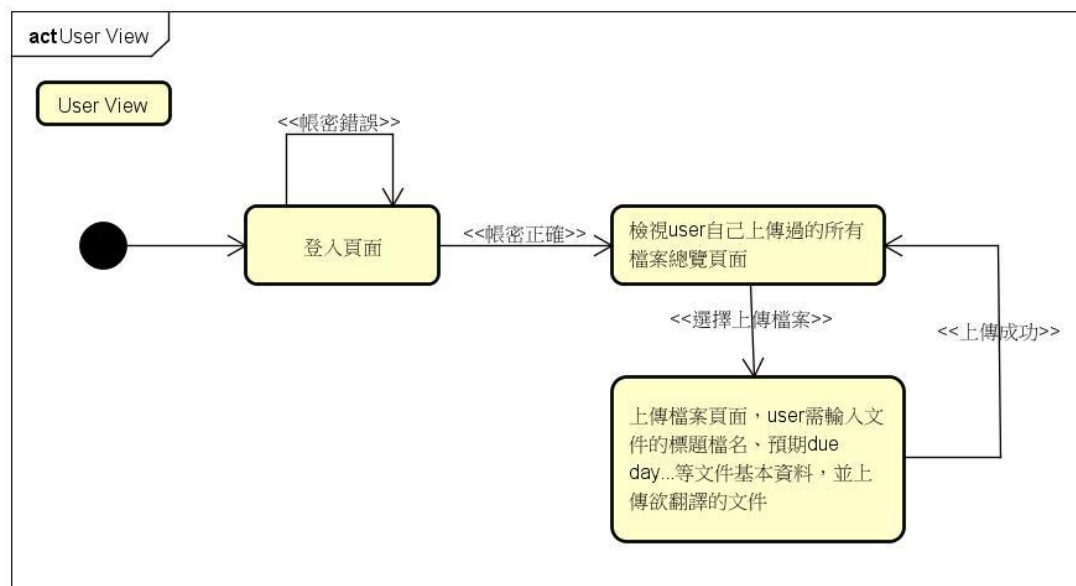 act User View
User View
<<帳密錯誤>>
登入頁面
<<帳密正確>>
檢視user自己上傳過的所有
檔案總覽頁面
<<選擇上傳檔案>>
<<上傳成功>>
上傳檔案頁面，user需輸入文
件的標題檔名、預期due
day...等文件基本資料，並上
傳欲翻譯的文件